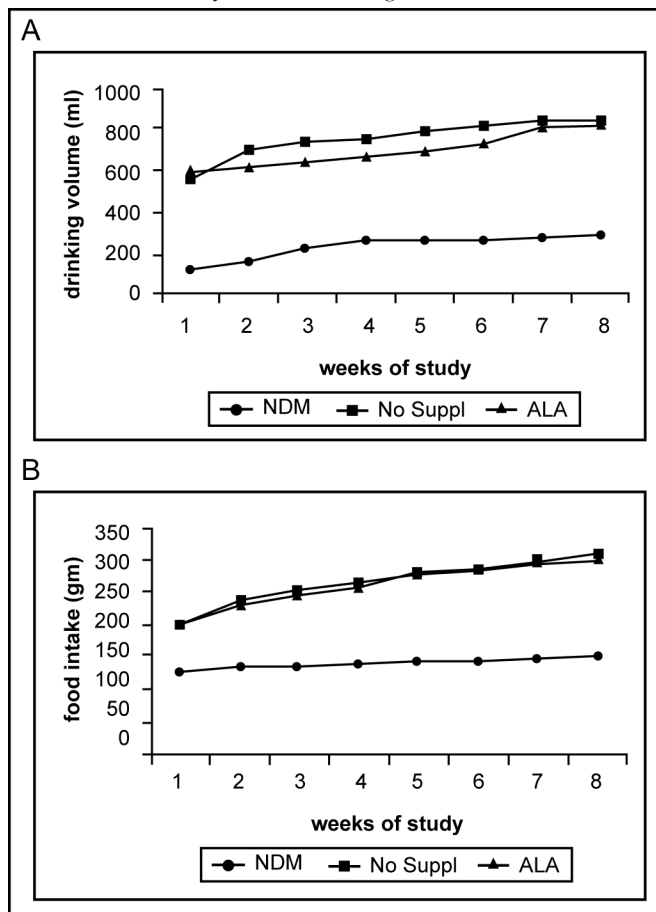 A
drinking volume (ml)
1000
800
600
400
200
0
1 2 3 4 5 6 7 8
weeks of study
NDM No Suppl ALA
B
food intake (gm)
350
300
250
200
150
100
50
0
1 2 3 4 5 6 7 8
weeks of study
NDM No Suppl ALA